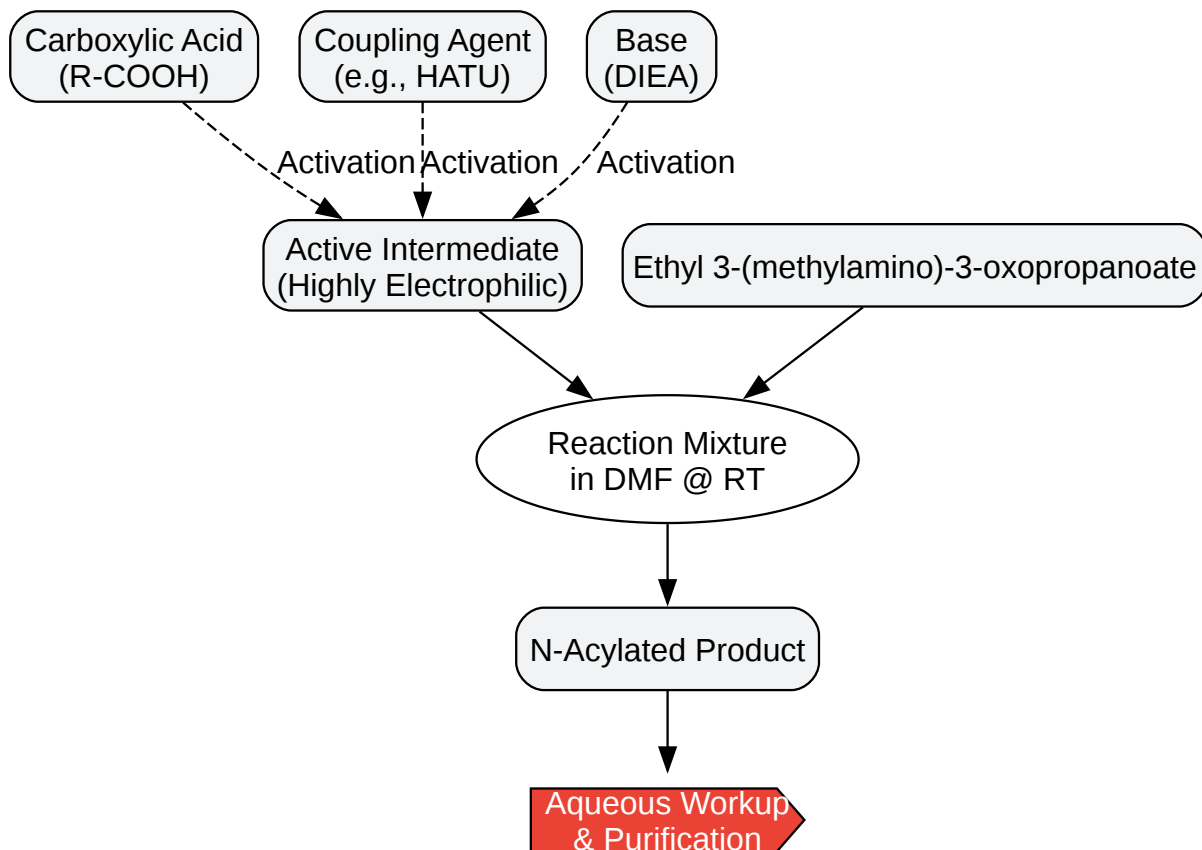 Carboxylic Acid
(R-COOH)
Coupling Agent
(e.g., HATU)
Base
(DIEA)
Activation
Activation
Activation
Active Intermediate
(Highly Electrophilic)
Ethyl 3-(methylamino)-3-oxopropanoate
Reaction Mixture
in DMF @ RT
N-Acylated Product
Aqueous Workup
& Purification